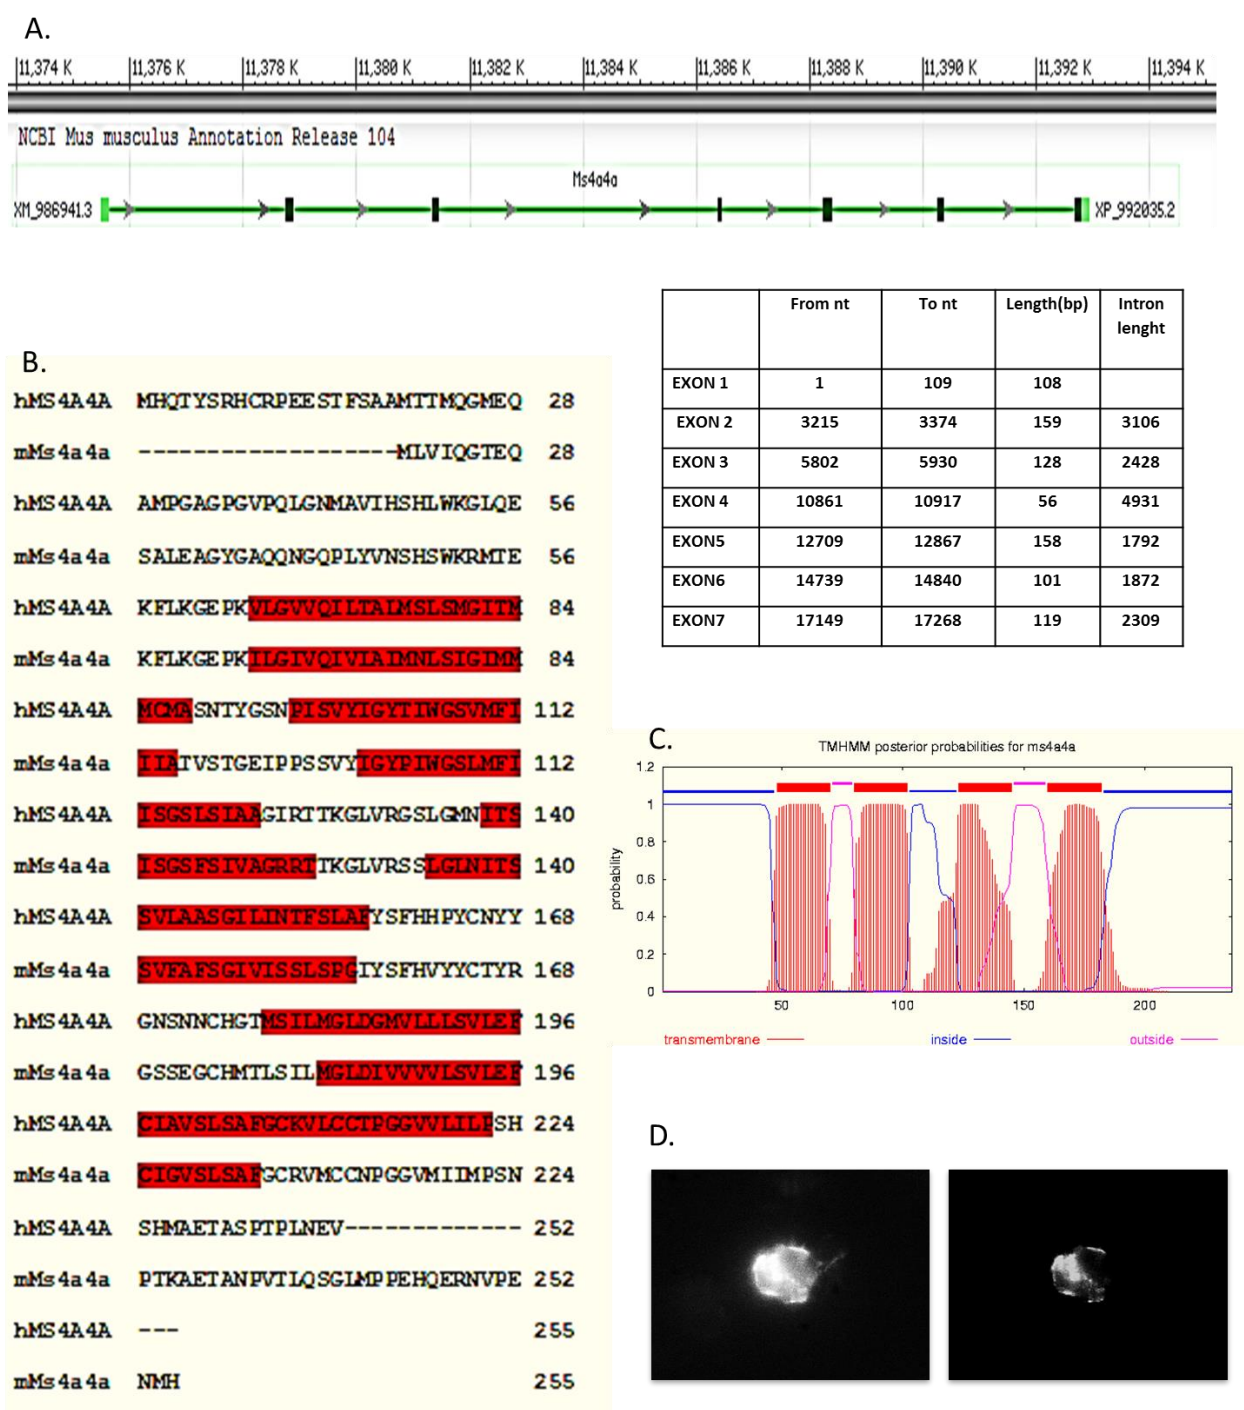 A.
11,374 K 11,376 K 11,378 K 11,380 K 11,382 K 11,384 K 11,386 K 11,388 K 11,390 K 11,392 K 11,394 K
NCBI Mus musculus Annotation Release 104
Ms4a4a
XM_986941.3 XP_992035.2
From nt To nt Length(bp) Intron lenght
EXON 1 1 109 108
EXON 2 3215 3374 159 3106
EXON 3 5802 5930 128 2428
EXON 4 10861 10917 56 4931
EXON5 12709 12867 158 1792
EXON6 14739 14840 101 1872
EXON7 17149 17268 119 2309
B.
hMS4A4A MHQTYSRHCRPEESTFSAAMTTMQGMEQ 28
mMs4a4a -------------------MLVIQGTEQ 28
hMS4A4A AMPGAGPGVPQLGNMAVIHSHLWKGLQE 56
mMs4a4a SALEAGYGAQQNGQPLYVNSHSWKRMTE 56
hMS4A4A KFLKGEPKVLGVVQILTALMSLSMGITM 84
mMs4a4a KFLKGEPKILGIVQIVIAIMNLSIGIMM 84
hMS4A4A MCMASNTYGSNPISVYIGYTIWGSVMFI 112
mMs4a4a IIATVSTGEIPPSSVYIGYPIWGSLMFI 112
hMS4A4A ISGSLSIAAGIRTTKGLVRGSLGMNITS 140
mMs4a4a ISGSFSIVAGRRTTKGLVRSSLGLNITS 140
hMS4A4A SVLAASGILINTFSLAFYSFHHPYCNYY 168
mMs4a4a SVFAFSGIVISSLSPGIYSFHVYYCTYR 168
hMS4A4A GNSNNCHGTMSILMGLDGMVLLLSVLEF 196
mMs4a4a GSSEGCHMTLSILMGLDIVVVVLSVLEF 196
hMS4A4A CIAVSLSAFGCKVLCCTPGGVVLILPSH 224
mMs4a4a CIGVSLSAFGCRVMCCNPGGVMIIMPSN 224
hMS4A4A SHMAETASPTPLNEV------------- 252
mMs4a4a PTKAETANPVTLQSGLMPPEHQERNVPE 252
hMS4A4A --- 255
mMs4a4a NMH 255
C.
TMHMM posterior probabilities for ms4a4a
1.2
1
0.8
0.6
0.4
0.2
0
probability
50 100 150 200
transmembrane inside outside
D.